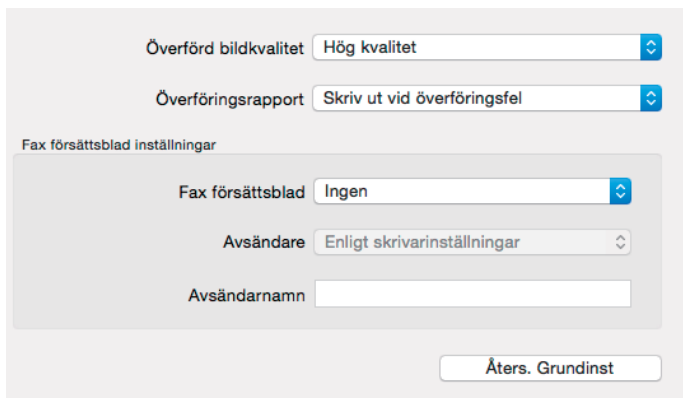 Överförd bildkvalitet Hög kvalitet
Överföringsrapport Skriv ut vid överföringsfel
Fax försättsblad inställningar
Fax försättsblad Ingen
Avsändare Enligt skrivarinställningar
Avsändarnamn
Åters. Grundinst